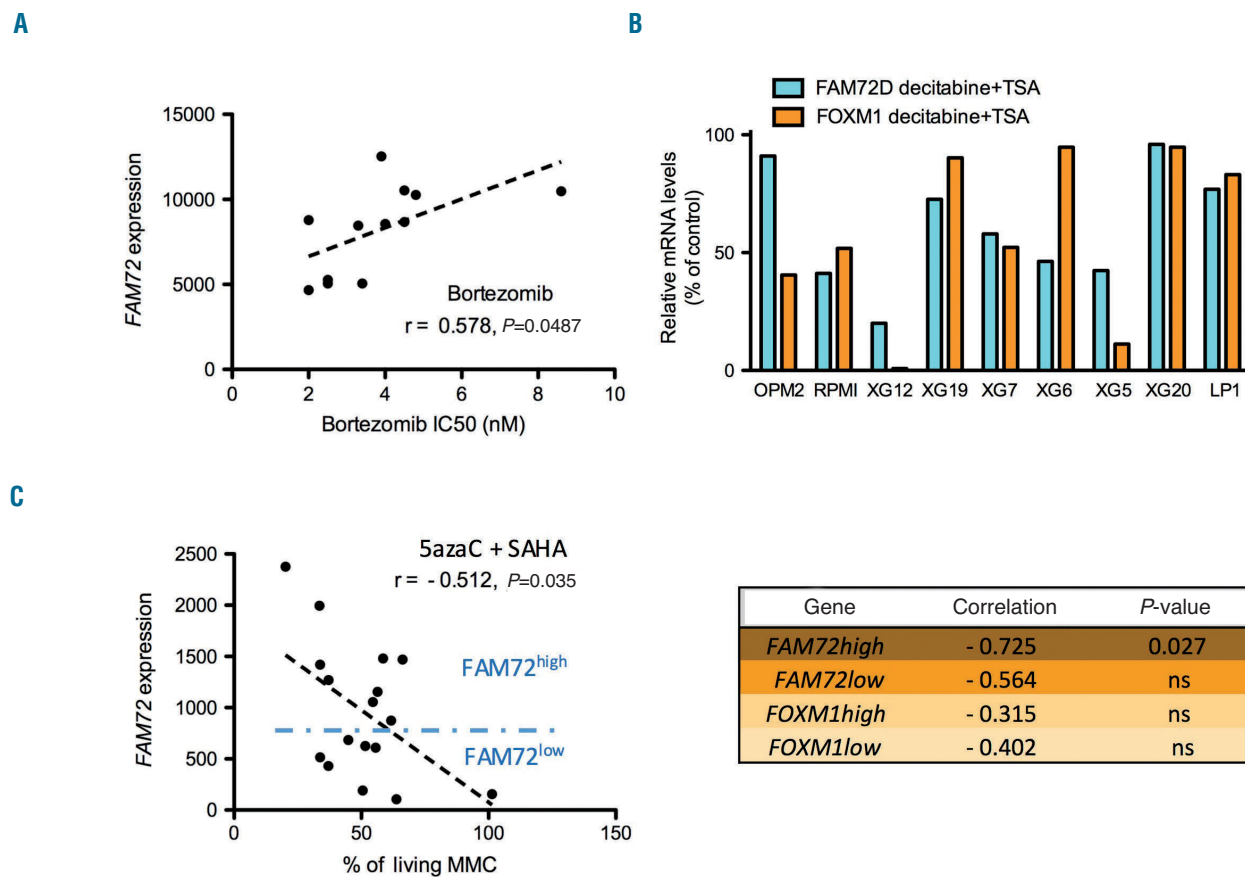 A
B
15000
10000
5000
0
FAM72 expression
Bortezomib
r = 0.578, P=0.0487
0 2 4 6 8 10
Bortezomib IC50 (nM)
FAM72D decitabine+TSA
FOXM1 decitabine+TSA
100
50
0
Relative mRNA levels
(% of control)
OPM2 RPMI XG12 XG19 XG7 XG6 XG5 XG20 LP1
C
5azaC + SAHA
r = - 0.512, P=0.035
2500
2000
1500
1000
500
0
FAM72 expression
FAM72high
FAM72low
0 50 100 150
% of living MMC
Gene Correlation P-value
FAM72high - 0.725 0.027
FAM72low - 0.564 ns
FOXM1high - 0.315 ns
FOXM1low - 0.402 ns